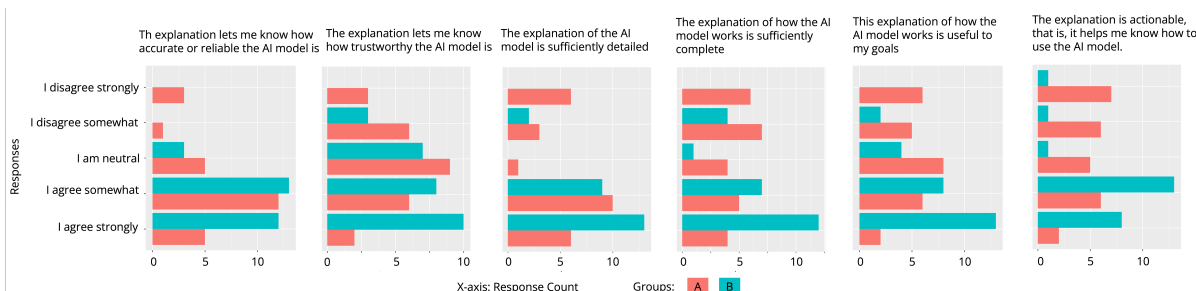 Th explanation lets me know how
accurate or reliable the AI model is
The explanation lets me know
how trustworthy the AI model is
The explanation of the AI
model is sufficiently detailed
The explanation of how the AI
model works is sufficiently
complete
This explanation of how the
AI model works is useful to
my goals
The explanation is actionable,
that is, it helps me know how to
use the AI model.
Responses
I disagree strongly
I disagree somewhat
I am neutral
I agree somewhat
I agree strongly
0 5 10
0 5 10
0 5 10
0 5 10
0 5 10
0 5 10
X-axis: Response Count
Groups: A B